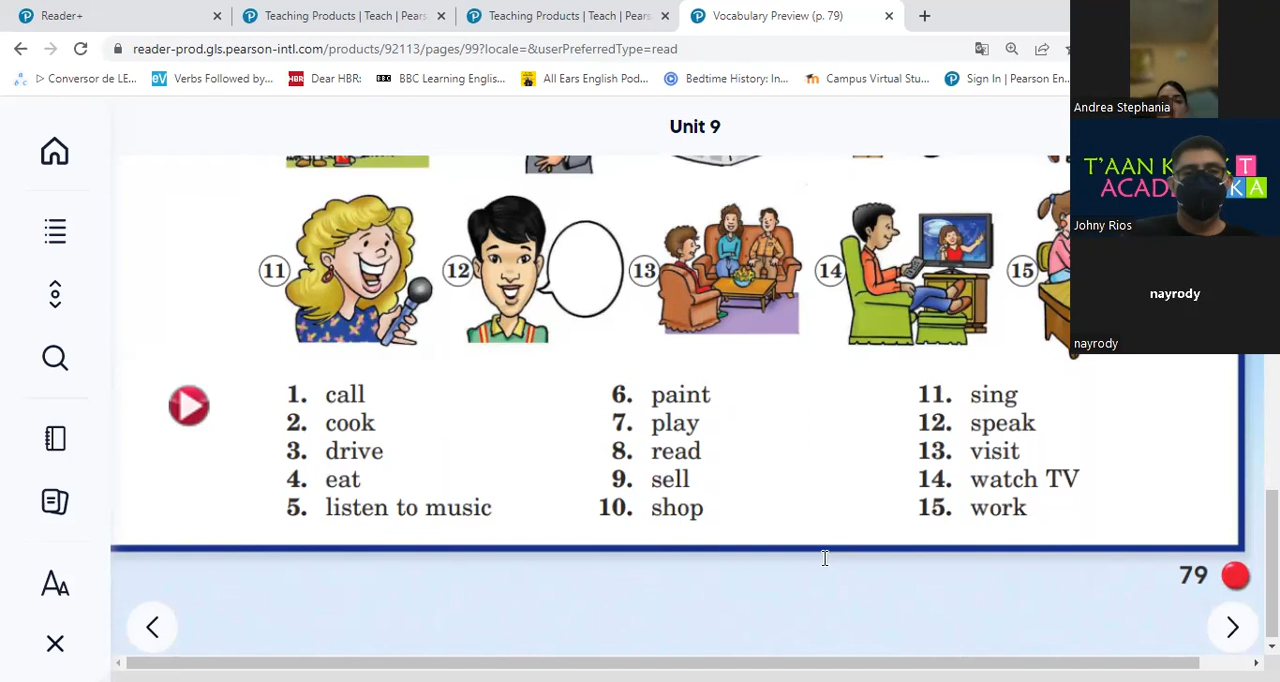 Reader+
Teaching Products | Teach | Pears
Teaching Products | Teach | Pears
Vocabulary Preview (p. 79)
reader-prod.gls.pearson-intl.com/products/92113/pages/99?locale=&userPreferredType=read
▷ Conversor de LE...
Verbs Followed by...
HBR
Dear HBR:
BBC
BBC Learning Englis...
All Ears English Pod...
Bedtime History: In...
Campus Virtual Stu...
Sign In | Pearson En...
Andrea Stephania
Unit 9
T'AAN
T
ACAD
K A
Johny Rios
nayrody
nayrody
11
12
13
14
15
1. call
2. cook
3. drive
4. eat
5. listen to music
6. paint
7. play
8. read
9. sell
10. shop
11. sing
12. speak
13. visit
14. watch TV
15. work
79